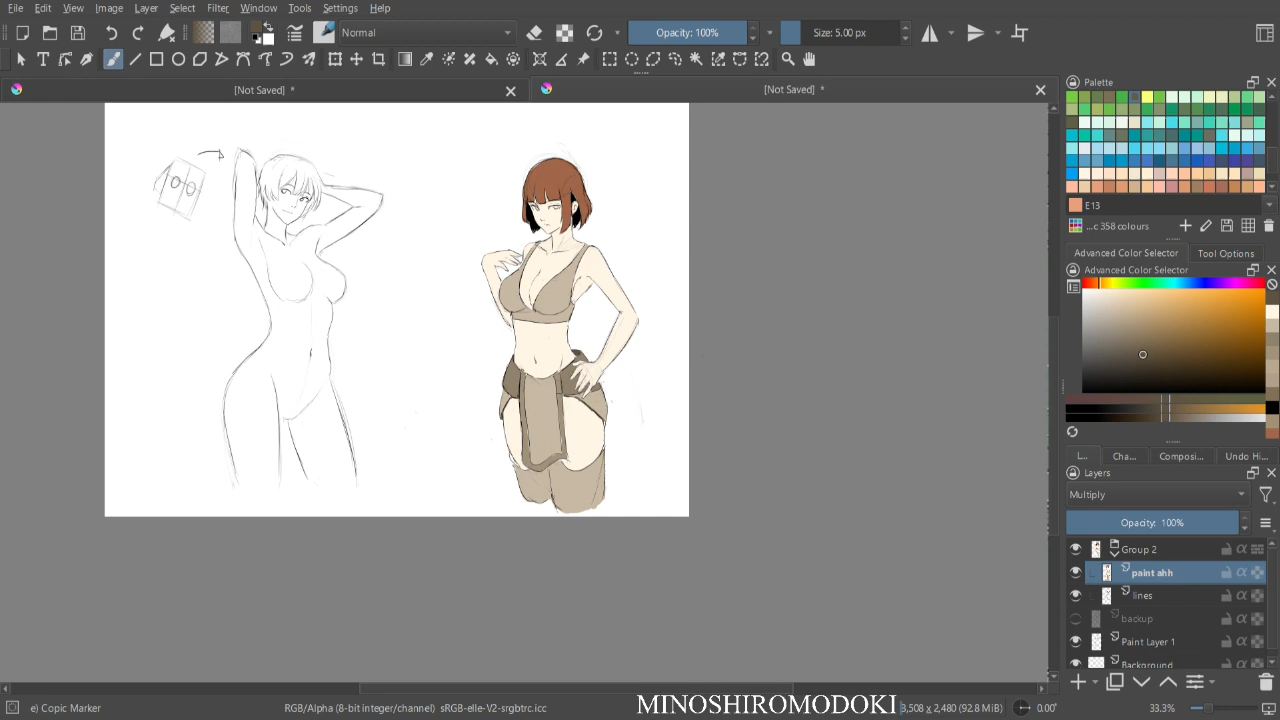 File Edit View Image Layer Select Filter Tools Settings Window Help
Normal Opacity: 100% Size: 5.00 px
[Not Saved] * [Not Saved] *
Palette
E13
...c 358 colours
Advanced Color Selector Tool Options
Advanced Color Selector
L... Cha... Composi... Undo Hi...
Layers
Multiply
Opacity: 100%
Group 2
paint ahh
lines
backup
Paint Layer 1
Background
e) Copic Marker RGB/Alpha (8-bit integer/channel) sRGB-elle-V2-srgbtrc.icc MINOSHIROMODOKI 3,508 x 2,480 (92.8 MiB) 0.00° 33.3%